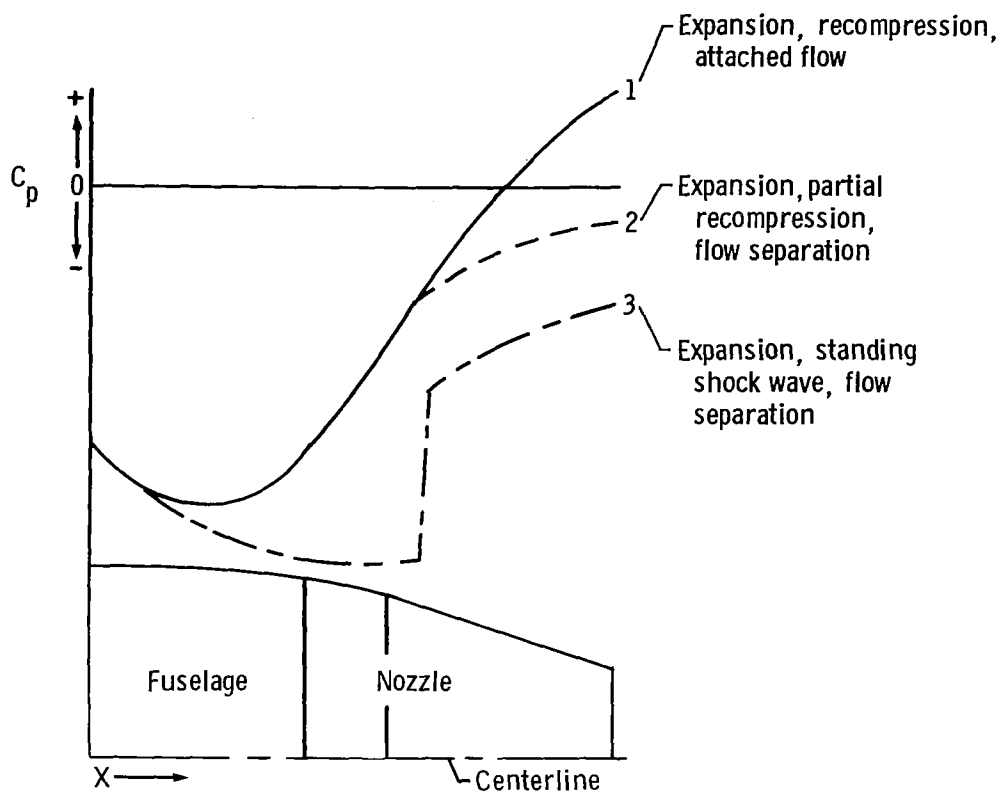 1
Expansion, recompression,
attached flow
+
C_p
0
-
2
Expansion, partial
recompression,
flow separation
3
Expansion, standing
shock wave, flow
separation
Fuselage
Nozzle
X
Centerline